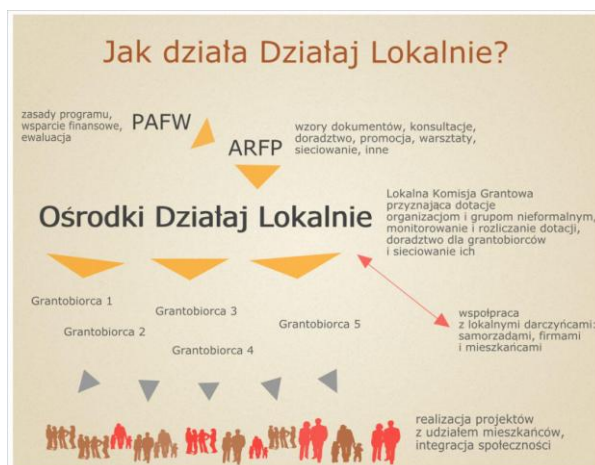 Jak działa Działaj Lokalnie?
zasady programu,
wsparcie finansowe,
ewaluacja
PAFW
ARFP
wzory dokumentów, konsultacje,
doradztwo, promocja, warsztaty,
sieciowanie, inne
Ośrodki Działaj Lokalnie
Lokalna Komisja Grantowa
przyznająca dotacje
organizacjom i grupom nieformalnym,
monitorowanie i rozliczanie dotacji,
doradztwo dla grantobiorców
i sieciowanie ich
Grantobiorca 1
Grantobiorca 2
Grantobiorca 3
Grantobiorca 4
Grantobiorca 5
wspołpraca
z lokalnymi darczyńcami:
samorządami, firmami
i mieszkańcami
realizacja projektów
z udziałem mieszkańców,
integracja społeczności